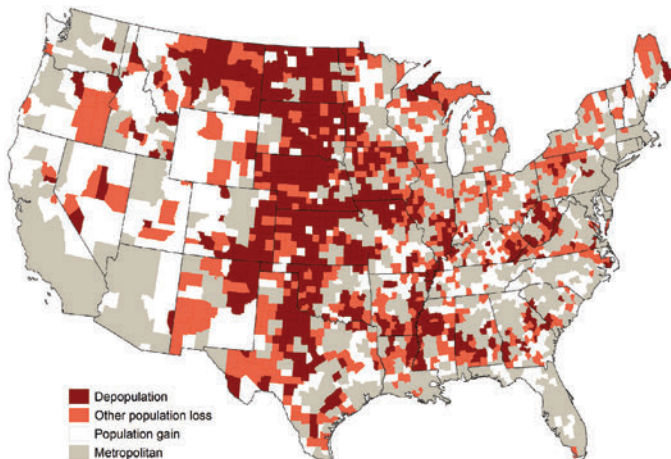 Depopulation
Other population loss
Population gain
Metropolitan